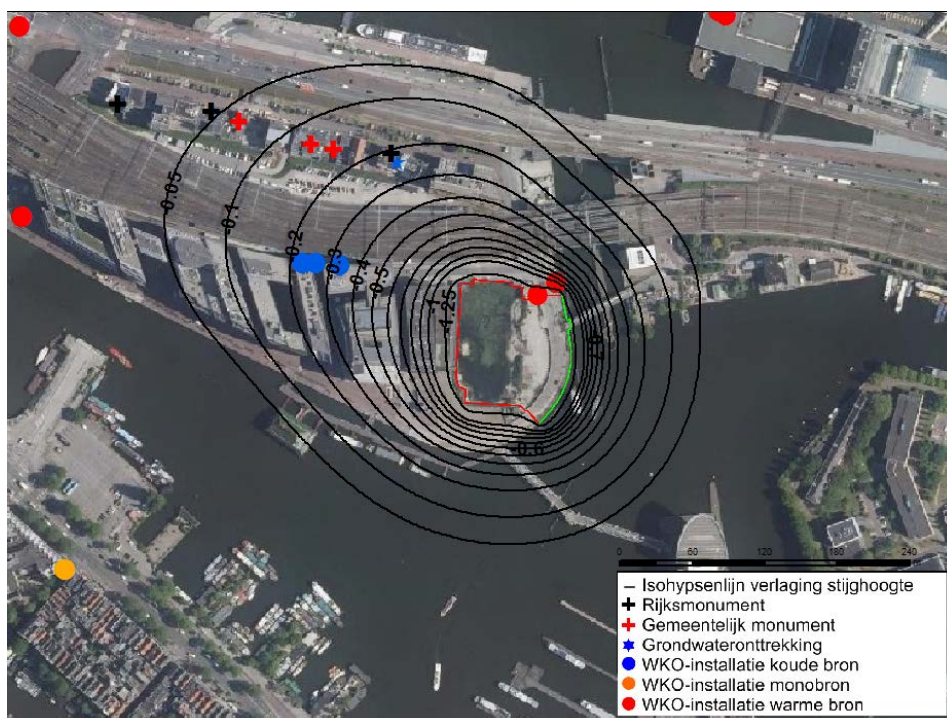 -0.05
-0.1
-0.2
-0.3
-0.4
-0.5
-1
-1.25
-0.6
0 60 120 180 240
Isohypsenlijn verlaging stijghoogte
Rijksmonument
Gemeentelijk monument
Grondwateronttrekking
WKO-installatie koude bron
WKO-installatie monobron
WKO-installatie warme bron